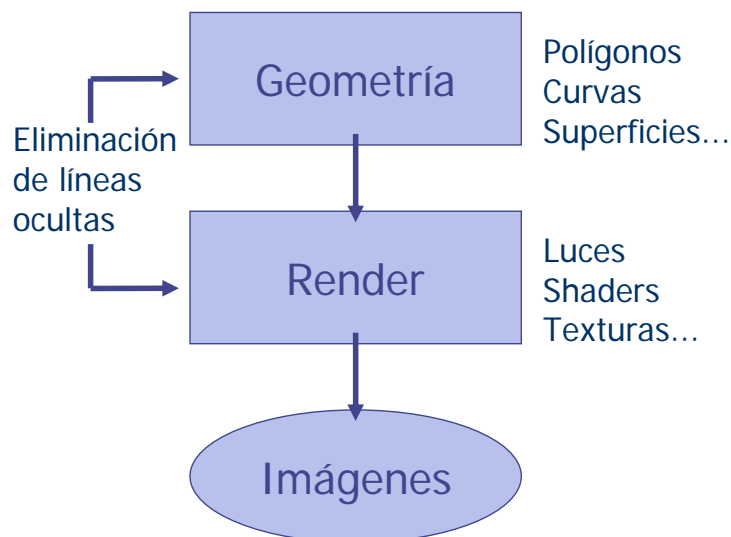 Geometría
Polígonos
Curvas
Superficies...
Eliminación
de líneas
ocultas
Render
Luces
Shaders
Texturas...
Imágenes